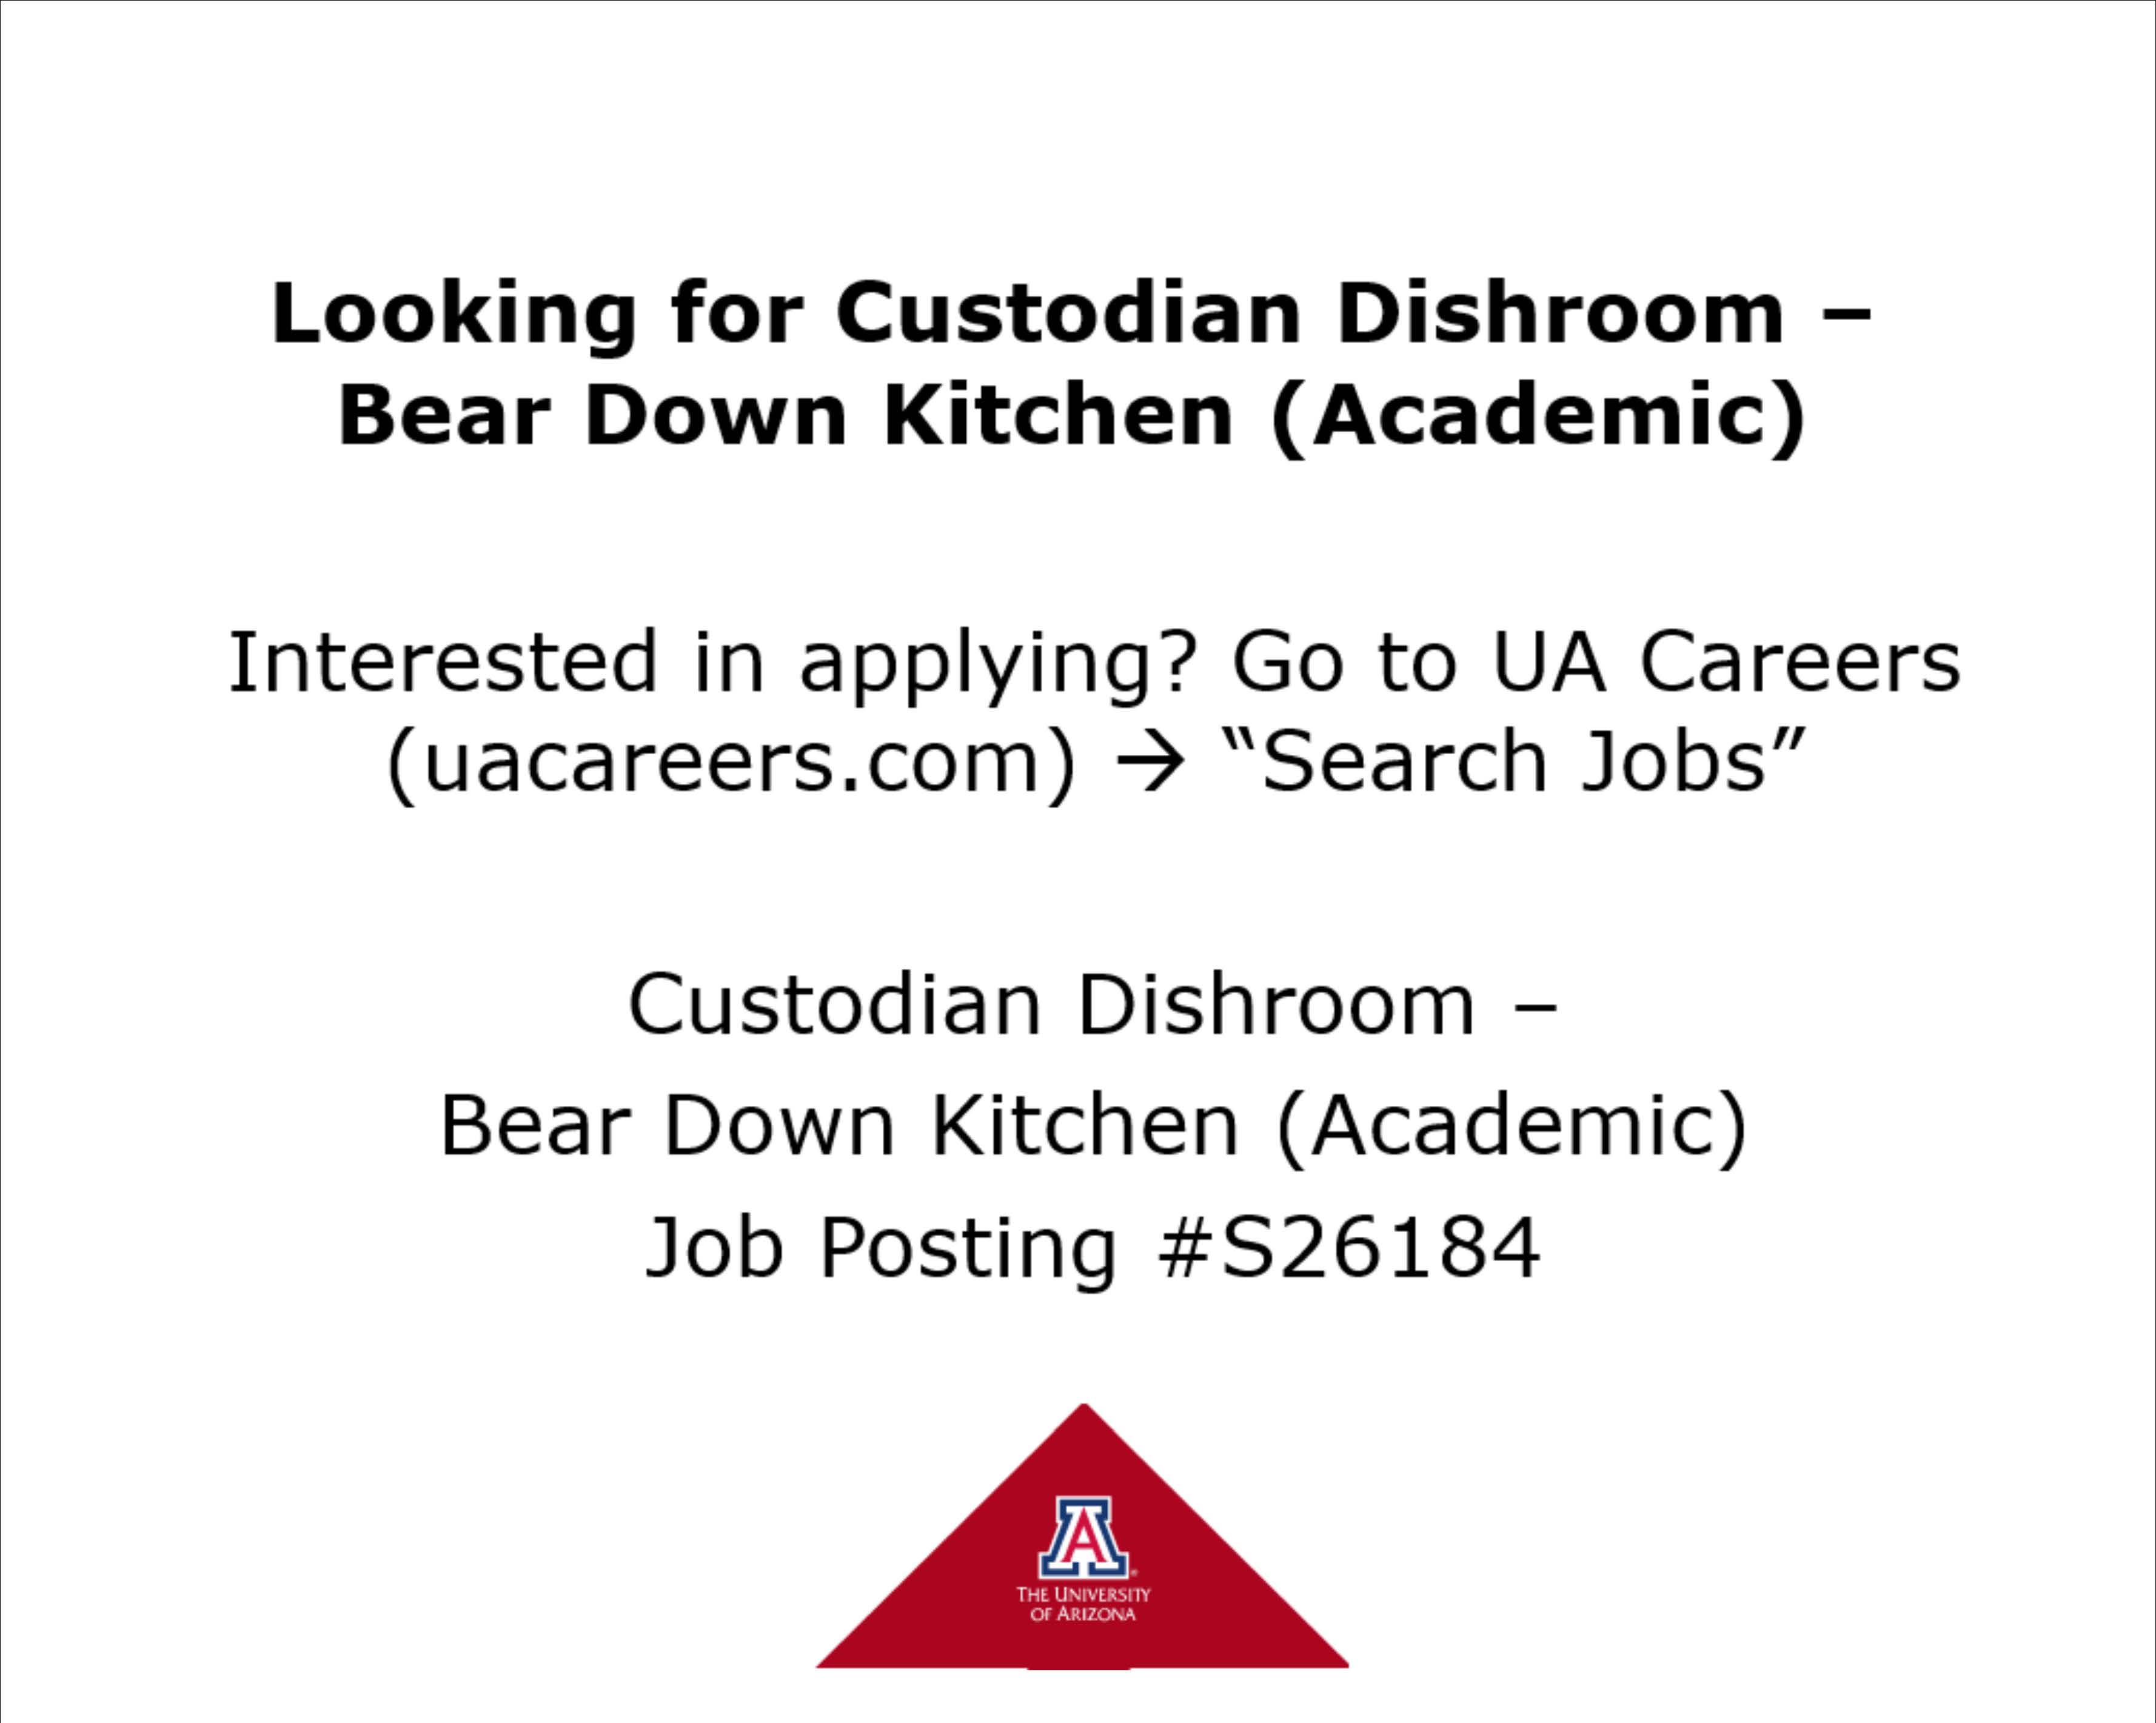 Looking for Custodian Dishroom –
Bear Down Kitchen (Academic)
Interested in applying? Go to UA Careers
(uacareers.com) → “Search Jobs”
Custodian Dishroom –
Bear Down Kitchen (Academic)
Job Posting #S26184
A
THE UNIVERSITY
OF ARIZONA